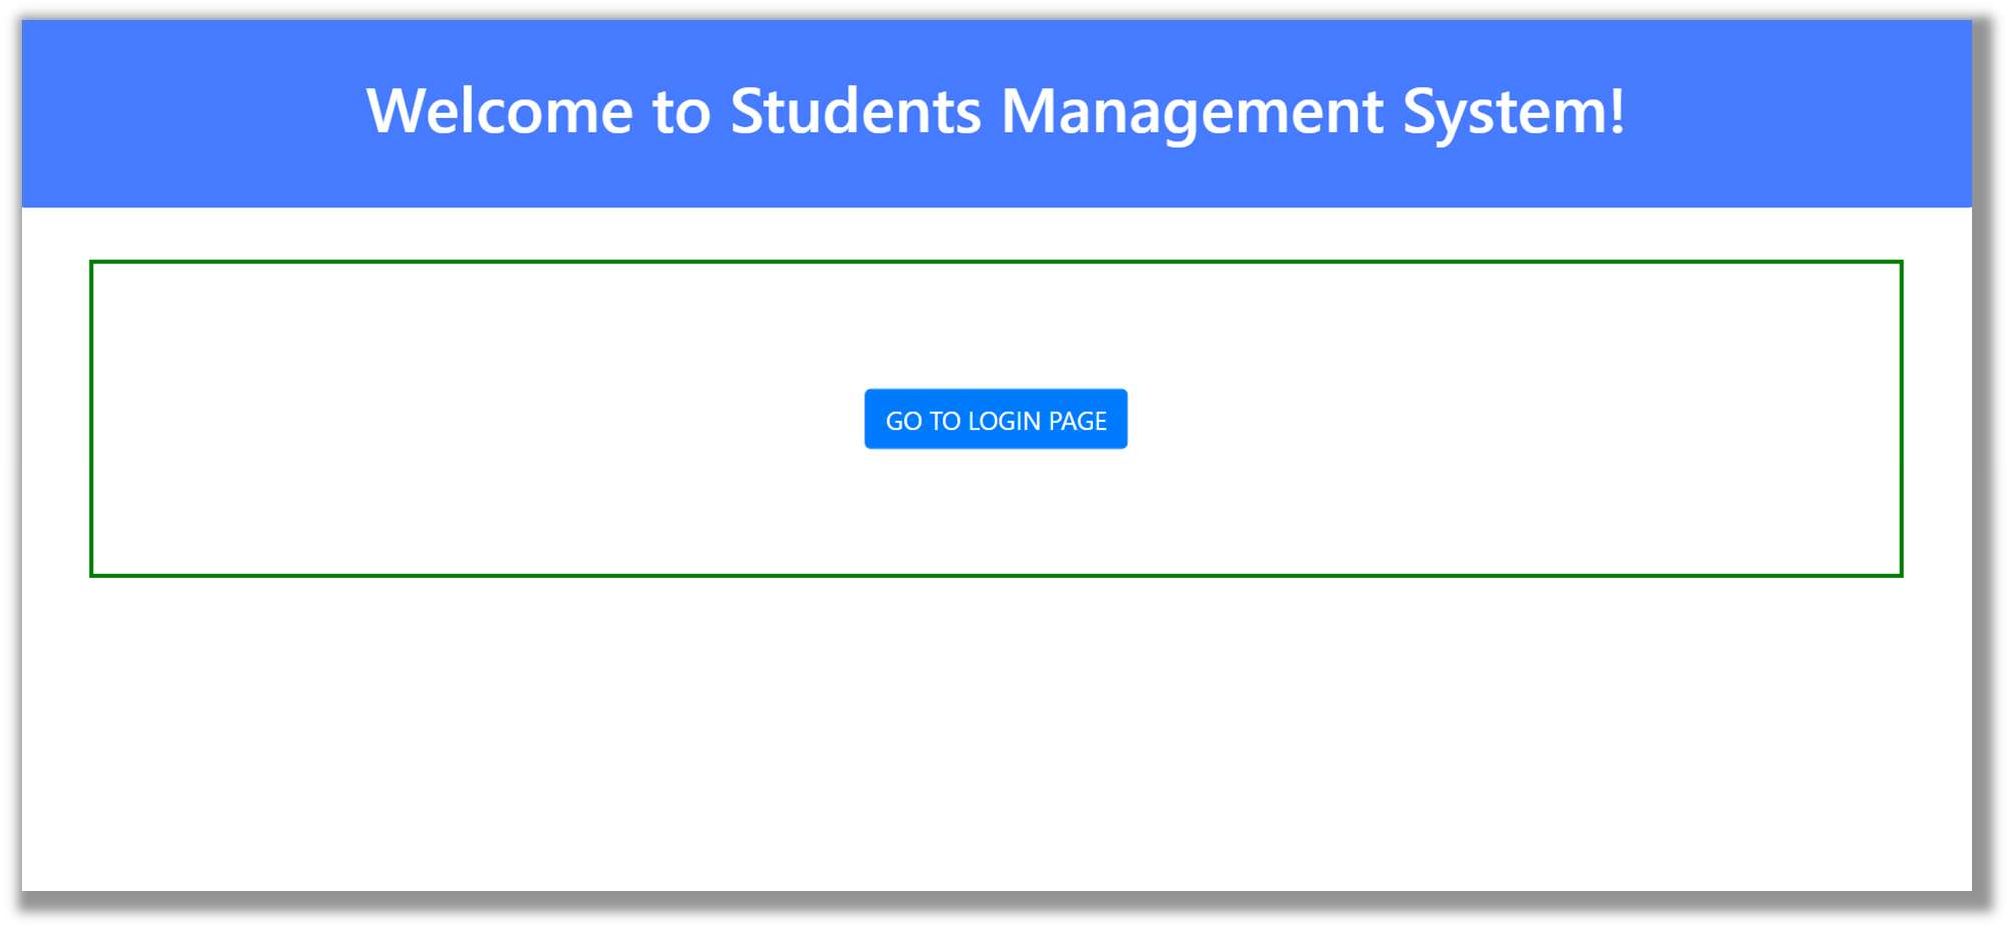 Welcome to Students Management System!
GO TO LOGIN PAGE